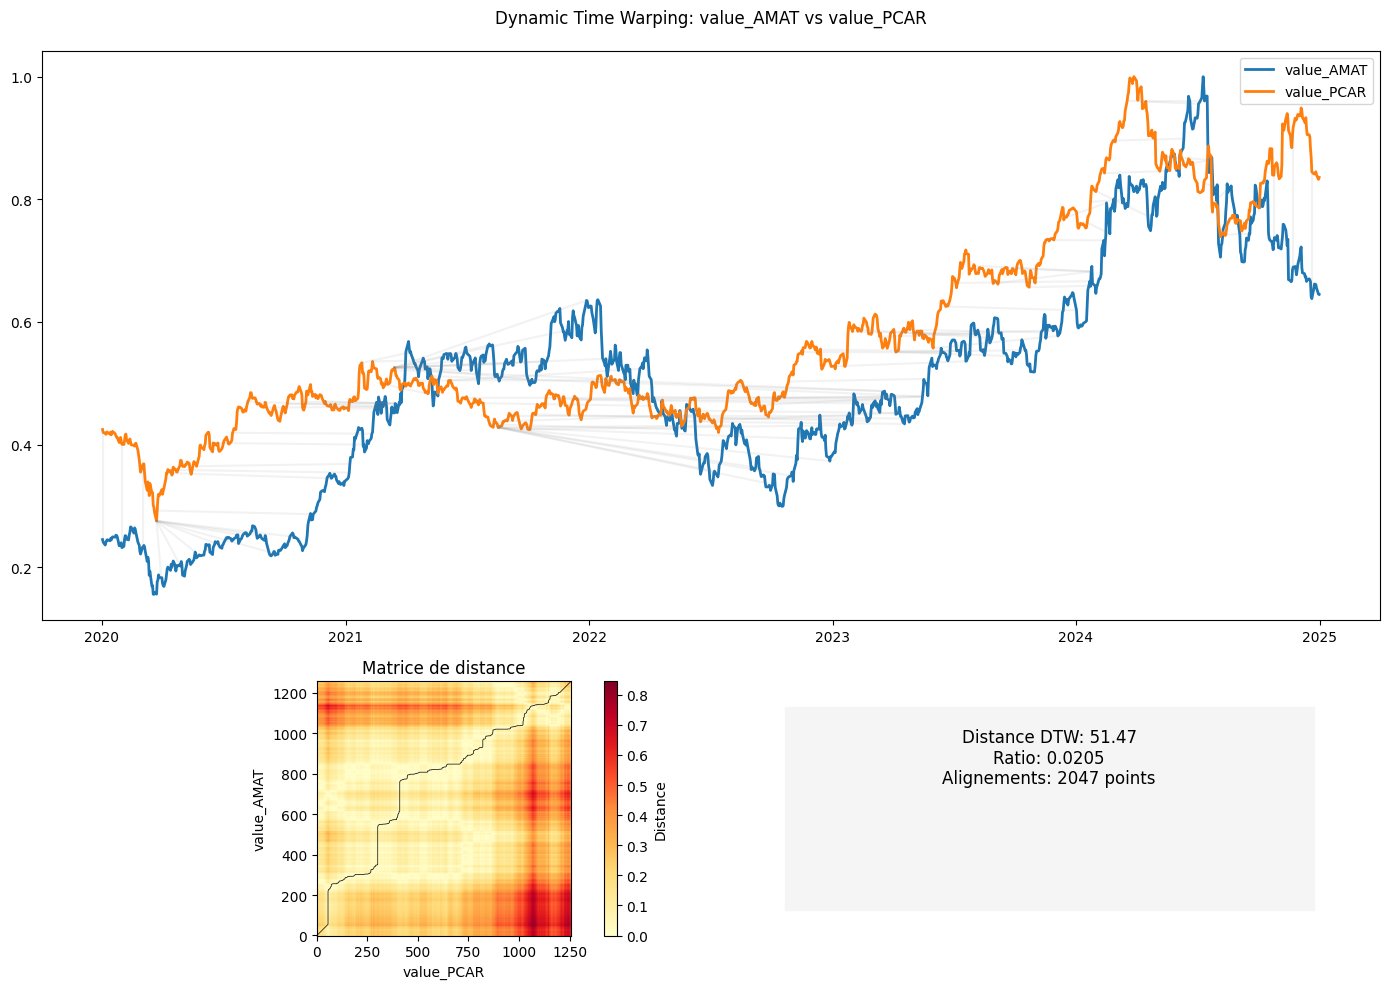 Dynamic Time Warping: value_AMAT vs value_PCAR
value_AMAT
value_PCAR
1.0
0.8
0.6
0.4
0.2
2020 2021 2022 2023 2024 2025
Matrice de distance
value_AMAT
1200
1000
800
600
400
200
0
0 250 500 750 1000 1250
value_PCAR
0.8
0.7
0.6
0.5
0.4
0.3
0.2
0.1
0.0
Distance
Distance DTW: 51.47
Ratio: 0.0205
Alignements: 2047 points